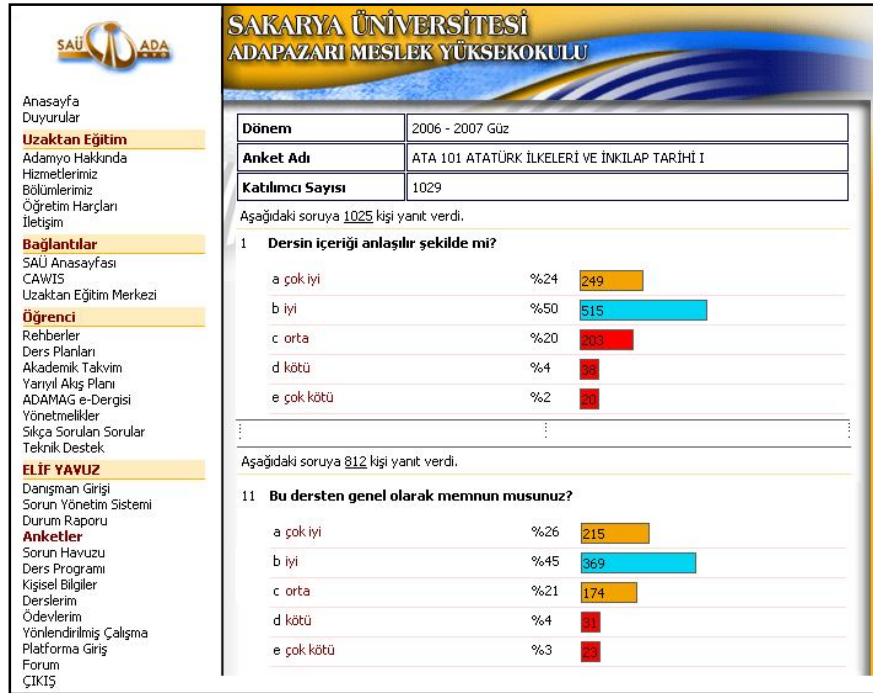 SAÜ ADA
MYO
SAKARYA ÜNİVERSİTESİ
ADAPAZARI MESLEK YÜKSEKOKULU
Anasayfa
Duyurular
Uzaktan Eğitim
Adamyo Hakkında
Hizmetlerimiz
Bölümlerimiz
Öğretim Harçları
İletişim
Bağlantılar
SAÜ Anasayfası
CAWIS
Uzaktan Eğitim Merkezi
Öğrenci
Rehberler
Ders Planları
Akademik Takvim
Yarıyıl Akış Planı
ADAMAG e-Dergisi
Yönetmelikler
Sıkça Sorulan Sorular
Teknik Destek
ELİF YAVUZ
Danışman Girişi
Sorun Yönetim Sistemi
Durum Raporu
Anketler
Sorun Havuzu
Ders Programı
Kişisel Bilgiler
Derslerim
Ödevlerim
Yönlendirilmiş Çalışma
Platforma Giriş
Forum
ÇIKIŞ
Dönem 2006 - 2007 Güz
Anket Adı ATA 101 ATATÜRK İLKELERİ VE İNKILAP TARİHİ I
Katılımcı Sayısı 1029
Aşağıdaki soruya 1025 kişi yanıt verdi.
1 Dersin içeriği anlaşılır şekilde mi?
a çok iyi %24 249
b iyi %50 515
c orta %20 203
d kötü %4 38
e çok kötü %2 20
Aşağıdaki soruya 812 kişi yanıt verdi.
11 Bu dersten genel olarak memnun musunuz?
a çok iyi %26 215
b iyi %45 369
c orta %21 174
d kötü %4 31
e çok kötü %3 23